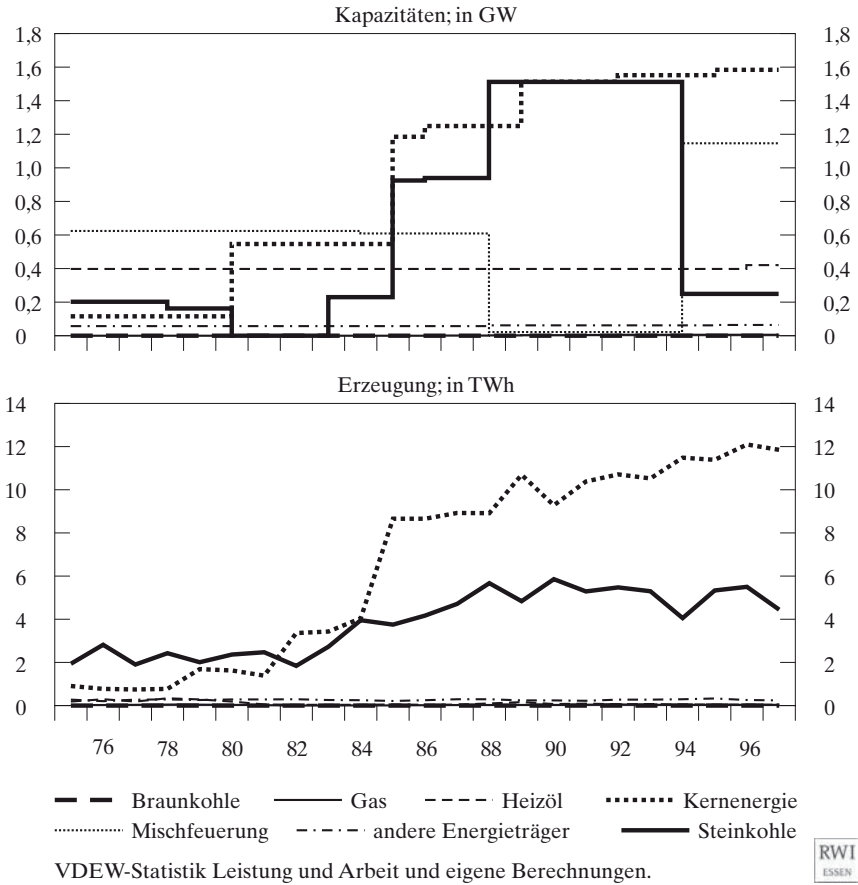 Kapazitäten; in GW
1,8 1,8
1,6 1,6
1,4 1,4
1,2 1,2
1,0 1,0
0,8 0,8
0,6 0,6
0,4 0,4
0,2 0,2
0 0
Erzeugung; in TWh
14 14
12 12
10 10
8 8
6 6
4 4
2 2
0 0
76 78 80 82 84 86 88 90 92 94 96
Braunkohle Gas Heizöl Kernenergie
Mischfeuerung andere Energieträger Steinkohle
VDEW-Statistik Leistung und Arbeit und eigene Berechnungen.
RWI
ESSEN